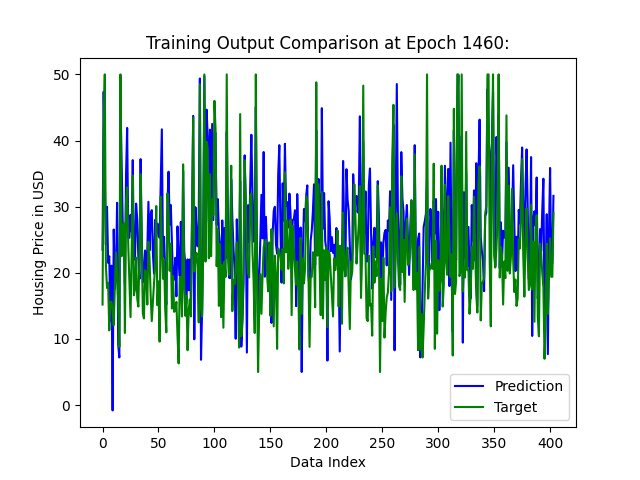 Training Output Comparison at Epoch 1460:
50
40
30
20
10
0
Housing Price in USD
0 50 100 150 200 250 300 350 400
Data Index
Prediction
Target